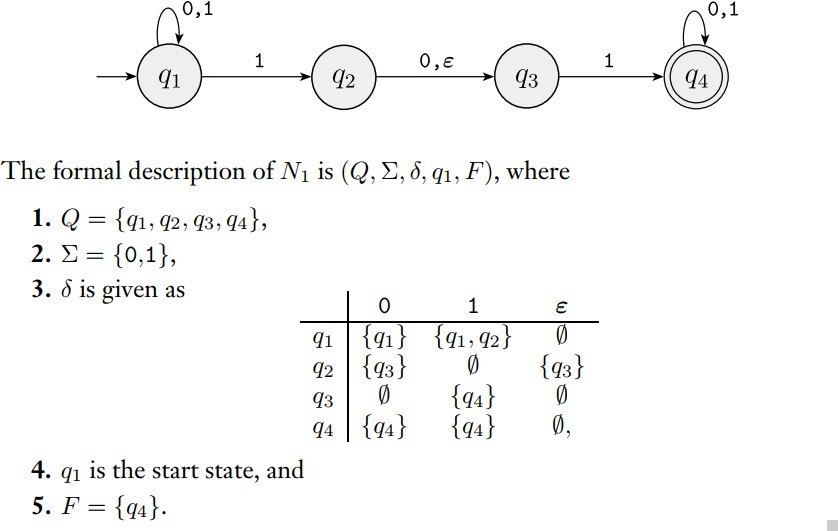 0,1 0,1
q1 1 q2 0,ε q3 1 q4
The formal description of N1 is (Q, Σ, δ, q1, F), where
1. Q = {q1, q2, q3, q4},
2. Σ = {0,1},
3. δ is given as
0 1 ε
q1 {q1} {q1, q2} ∅
q2 {q3} ∅ {q3}
q3 ∅ {q4} ∅
q4 {q4} {q4} ∅,
4. q1 is the start state, and
5. F = {q4}.